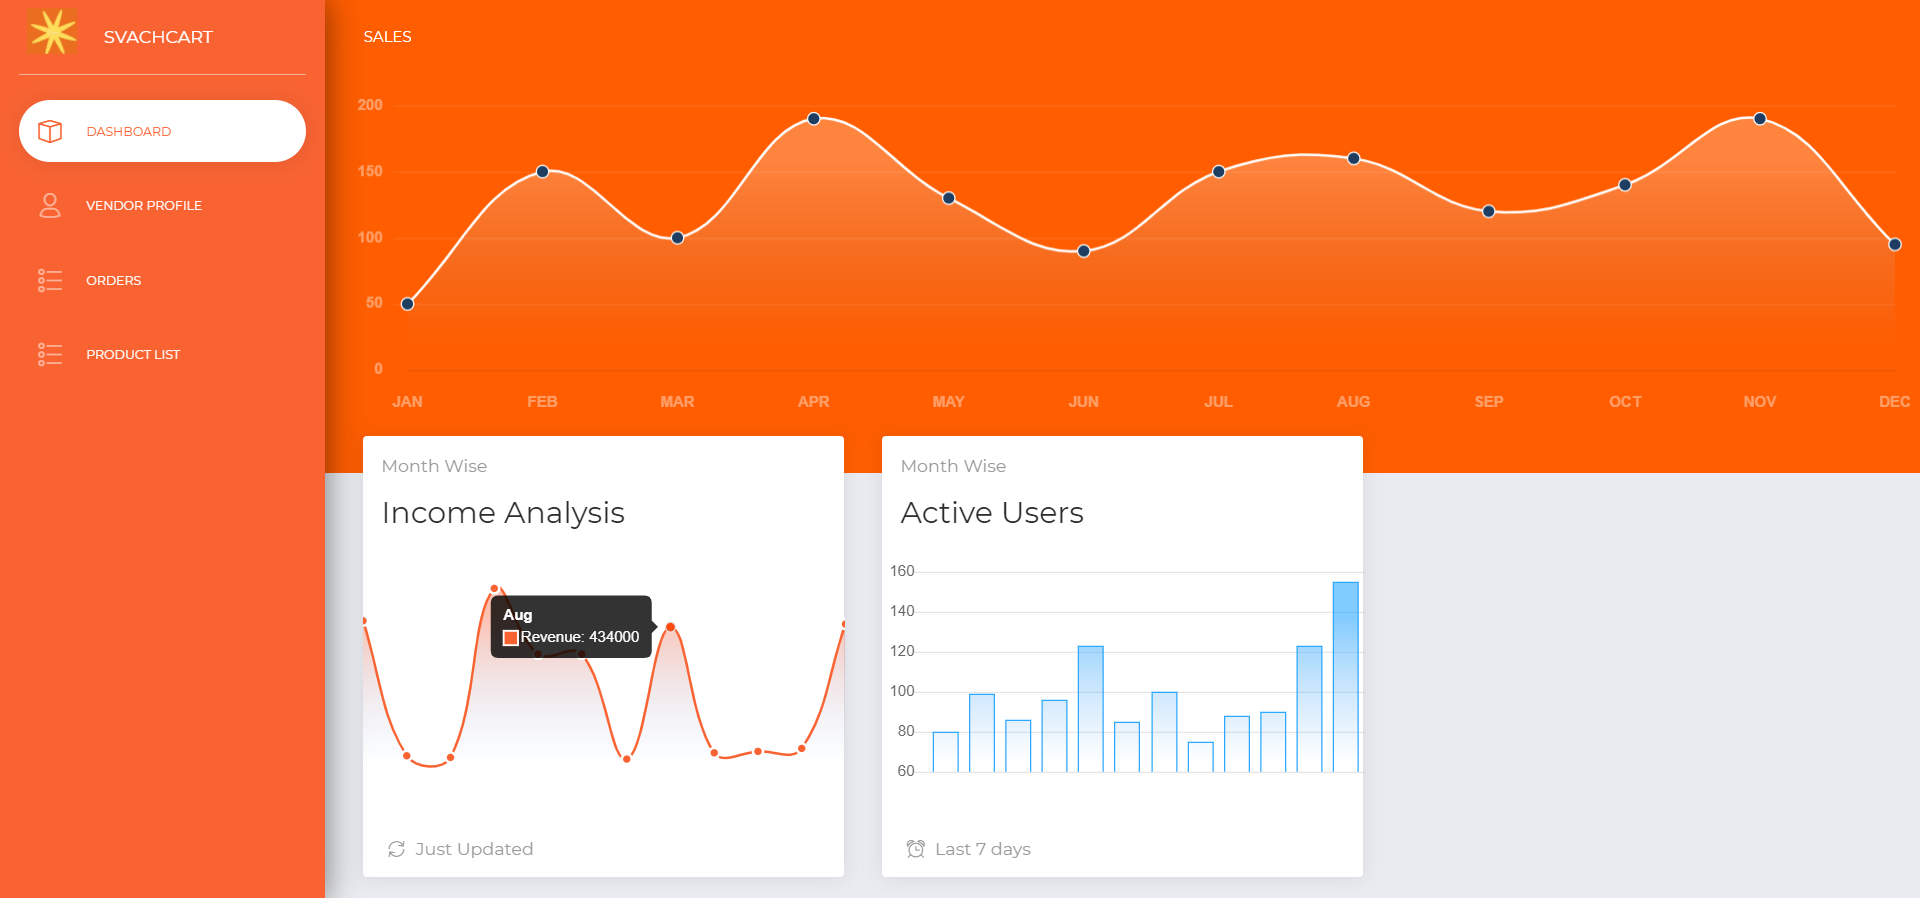 SVACHCART
DASHBOARD
VENDOR PROFILE
ORDERS
PRODUCT LIST
SALES
200
150
100
50
0
JAN FEB MAR APR MAY JUN JUL AUG SEP OCT NOV DEC
Month Wise
Income Analysis
Aug
Revenue: 434000
Just Updated
Month Wise
Active Users
160
140
120
100
80
60
Last 7 days